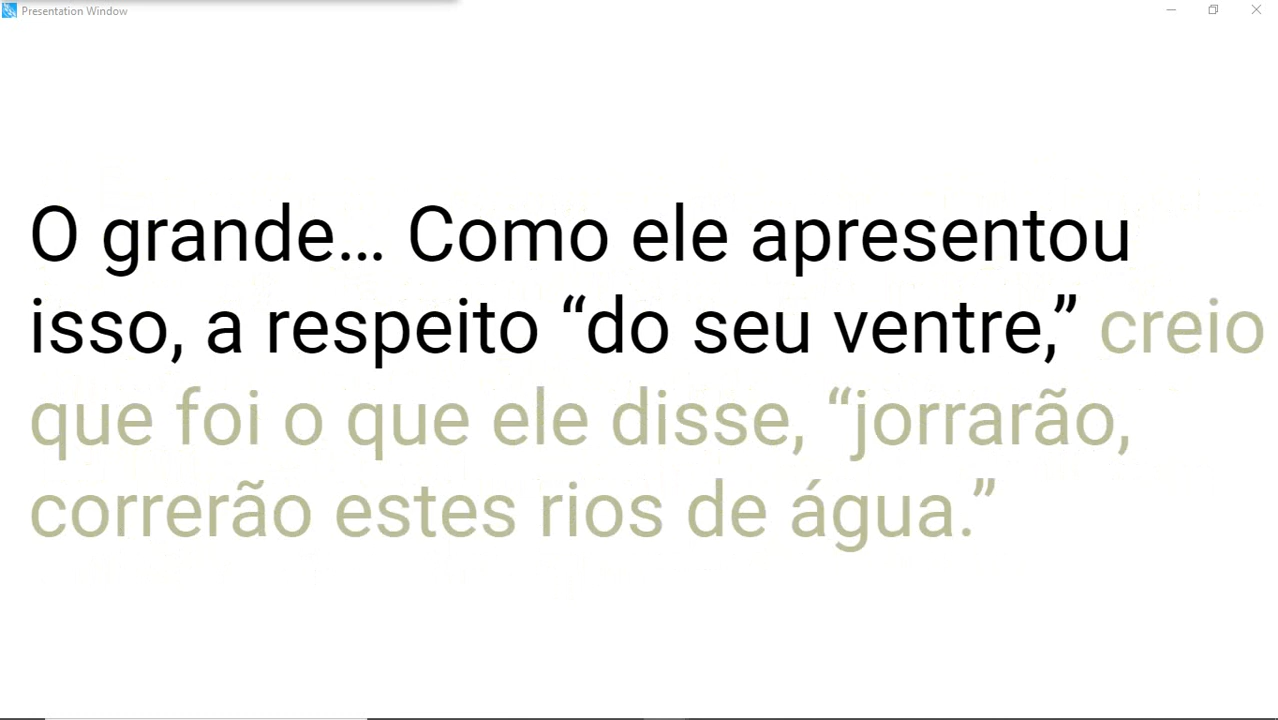 Presentation Window
O grande… Como ele apresentou
isso, a respeito “do seu ventre,” creio
que foi o que ele disse, “jorrarão,
correrão estes rios de água.”